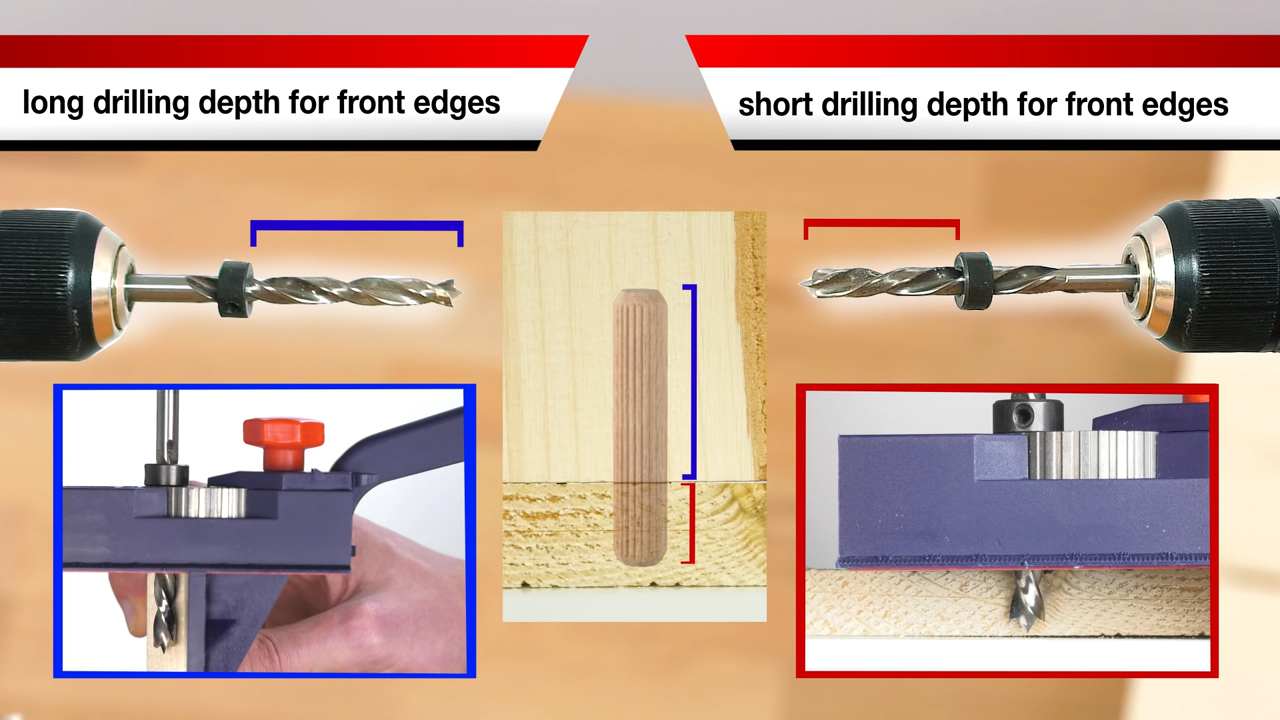 long drilling depth for front edges
short drilling depth for front edges